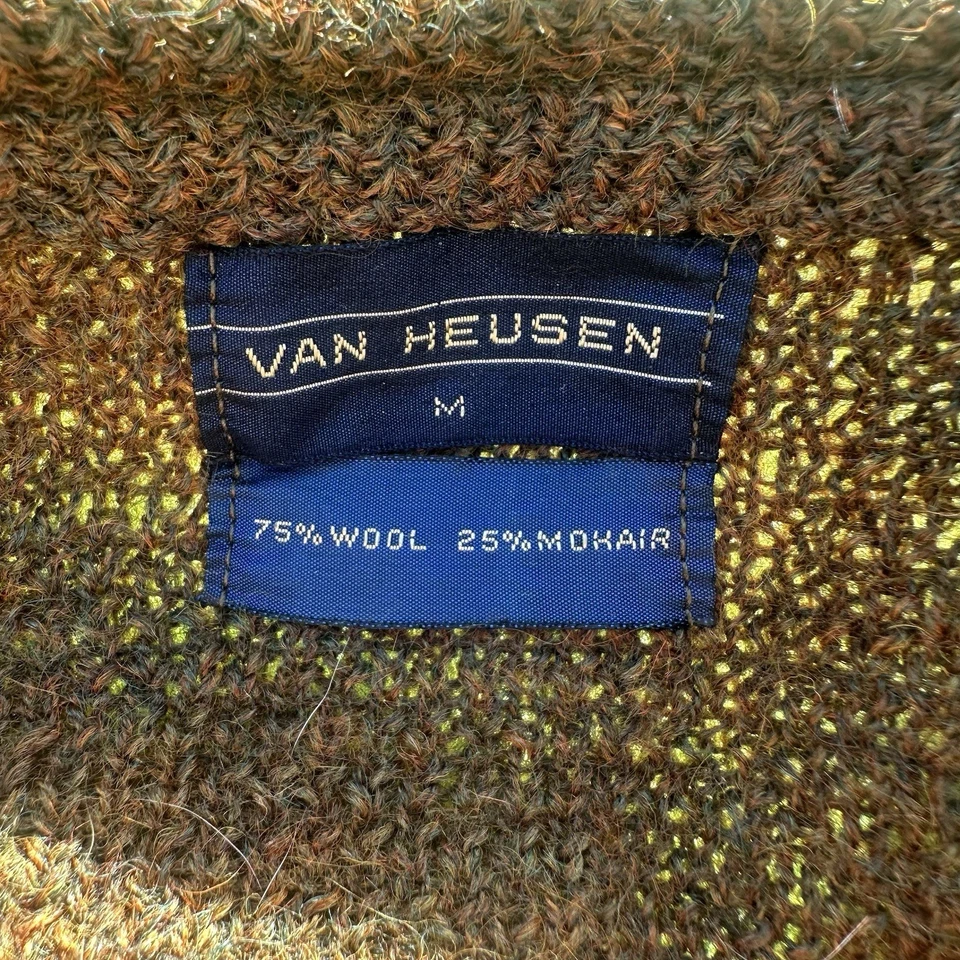 VAN HEUSEN
M
75% WOOL 25% MOHAIR